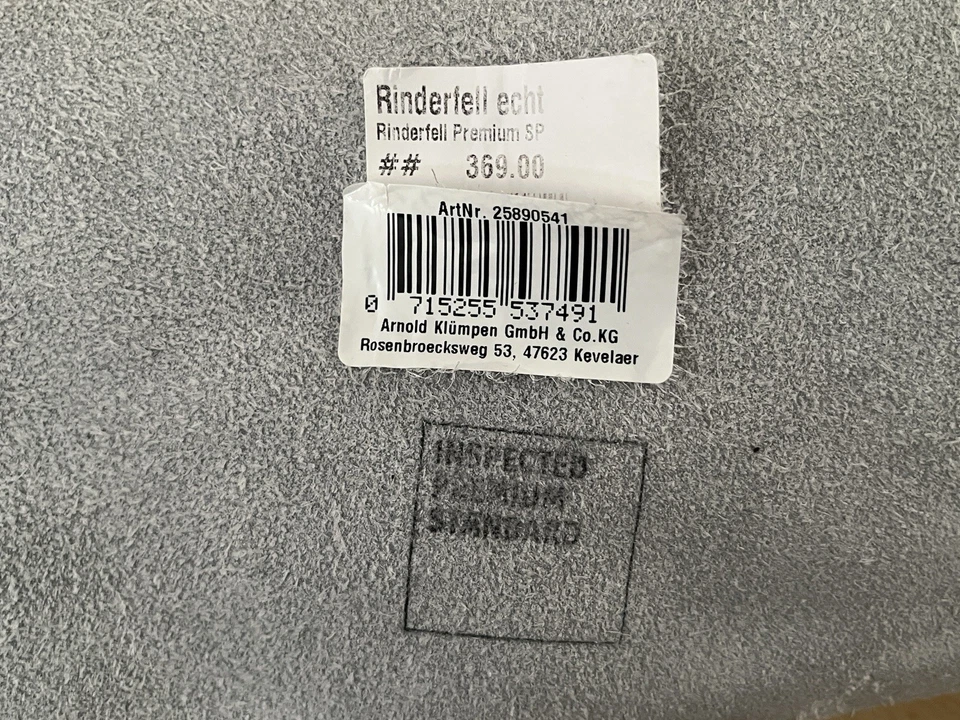 Rinderfell echt
Rinderfell Premium SP
## 369.00
ArtNr. 25890541
0 715255 537491
Arnold Klümpen GmbH & Co.KG
Rosenbroecksweg 53, 47623 Kevelaer
INSPECTED
PREMIUM
STANDARD